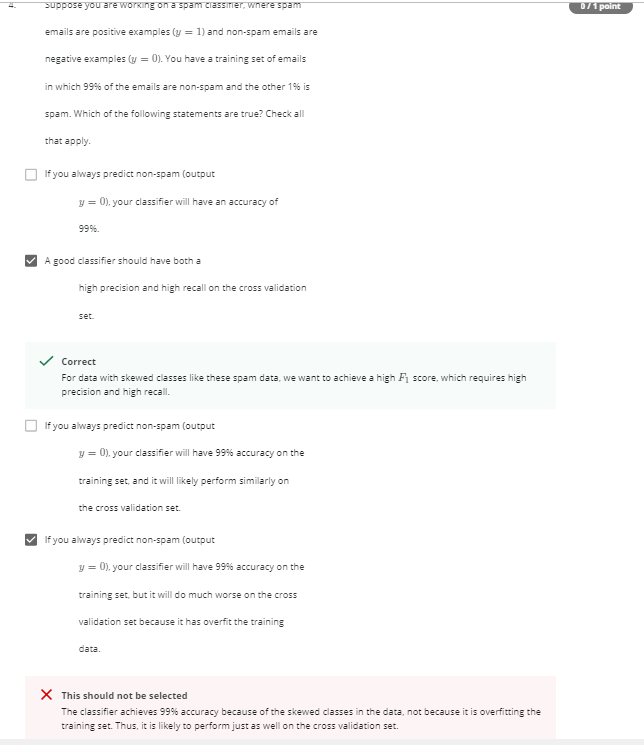 4. Suppose you are working on a spam classifier, where spam
0 / 1 point
emails are positive examples (y = 1) and non-spam emails are
negative examples (y = 0). You have a training set of emails
in which 99% of the emails are non-spam and the other 1% is
spam. Which of the following statements are true? Check all
that apply.
If you always predict non-spam (output
y = 0), your classifier will have an accuracy of
99%.
A good classifier should have both a
high precision and high recall on the cross validation
set.
Correct
For data with skewed classes like these spam data, we want to achieve a high F₁ score, which requires high
precision and high recall.
If you always predict non-spam (output
y = 0), your classifier will have 99% accuracy on the
training set, and it will likely perform similarly on
the cross validation set.
If you always predict non-spam (output
y = 0), your classifier will have 99% accuracy on the
training set, but it will do much worse on the cross
validation set because it has overfit the training
data.
This should not be selected
The classifier achieves 99% accuracy because of the skewed classes in the data, not because it is overfitting the
training set. Thus, it is likely to perform just as well on the cross validation set.